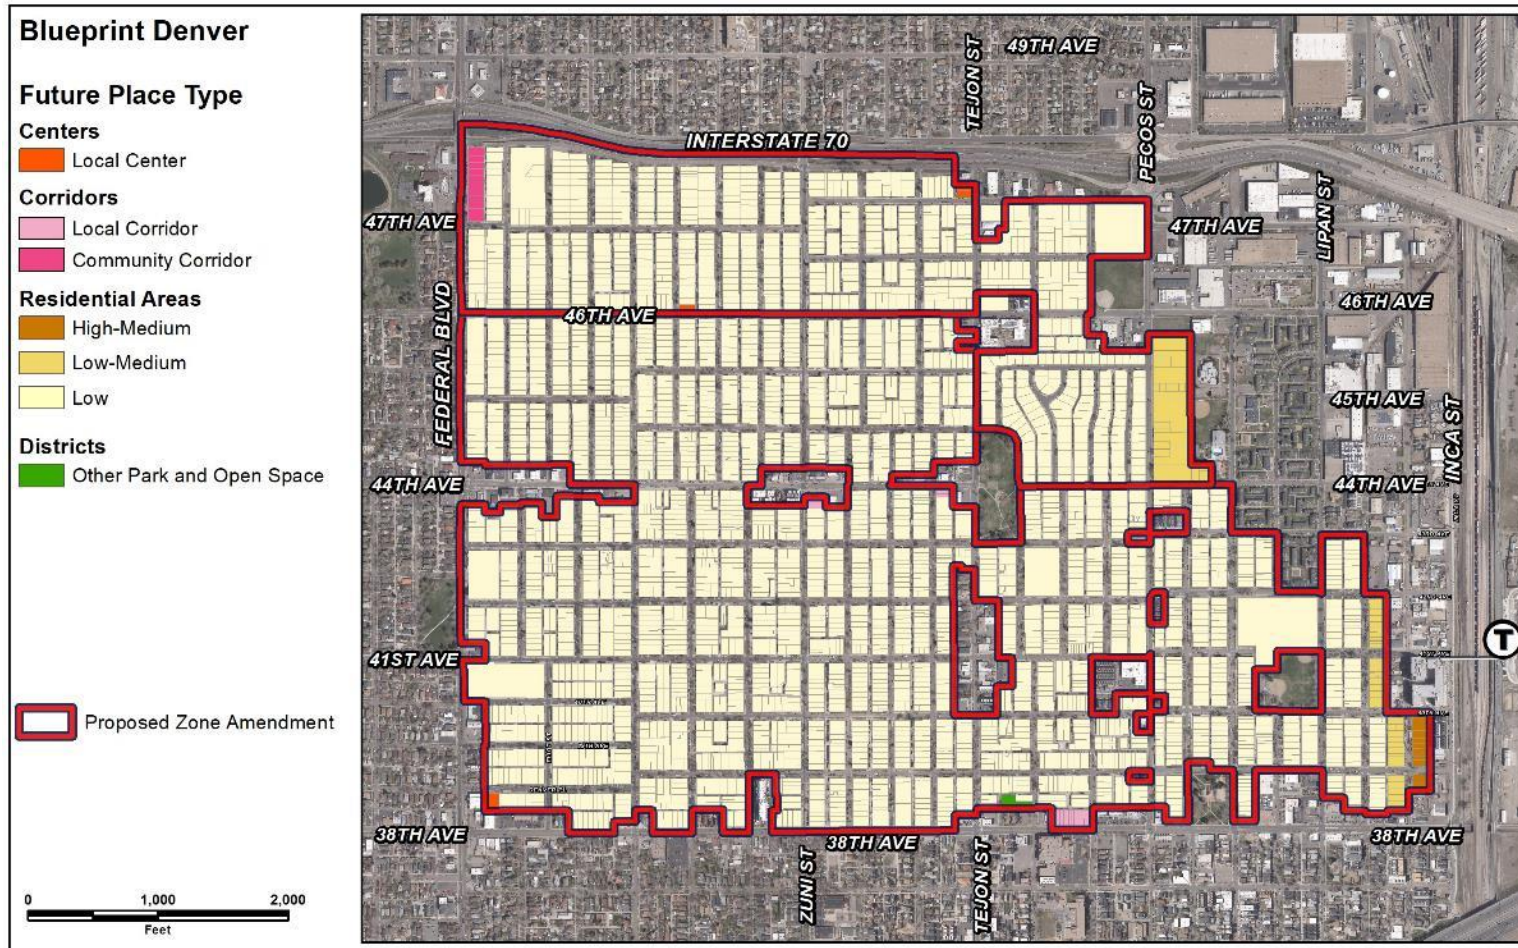 Blueprint Denver
Future Place Type
Centers
Local Center
Corridors
Local Corridor
Community Corridor
Residential Areas
High-Medium
Low-Medium
Low
Districts
Other Park and Open Space
Proposed Zone Amendment
0 1,000 2,000
Feet
49TH AVE
TEJON ST
PECOS ST
INTERSTATE 70
LIPAN ST
47TH AVE
47TH AVE
46TH AVE
46TH AVE
FEDERAL BLVD
45TH AVE
INCA ST
44TH AVE
44TH AVE
41ST AVE
T
38TH AVE
38TH AVE
38TH AVE
ZUNI ST
TEJON ST